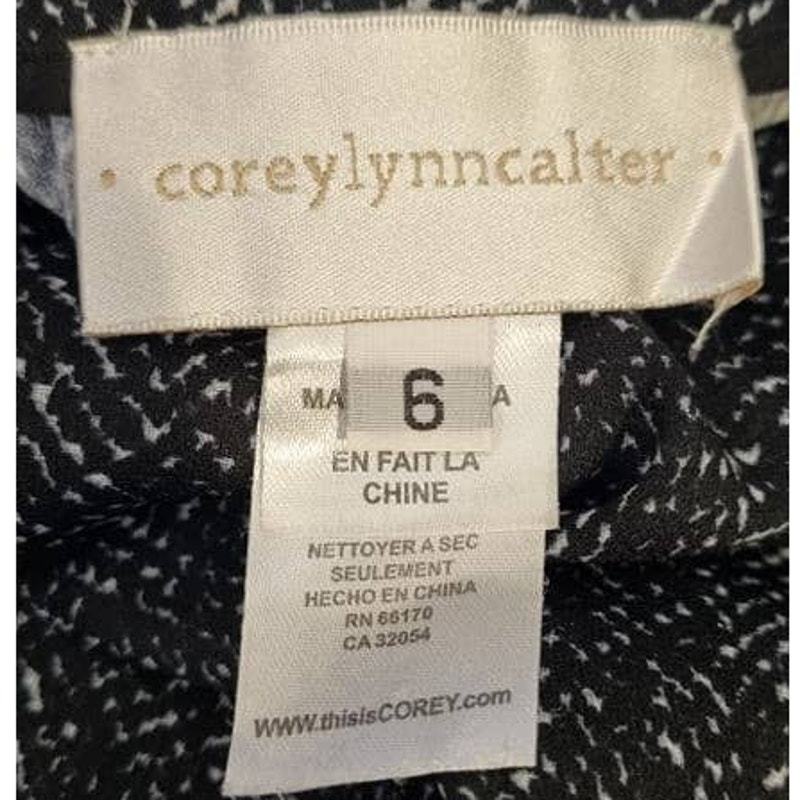 • coreylynncalter •
6
EN FAIT LA
CHINE
NETTOYER A SEC
SEULEMENT
HECHO EN CHINA
RN 66170
CA 32054
WWW.thisisCOREY.com